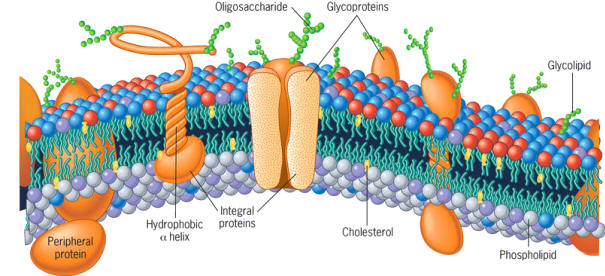 Oligosaccharide
Glycoproteins
Glycolipid
Hydrophobic
α helix
Integral
proteins
Cholesterol
Peripheral
protein
Phospholipid